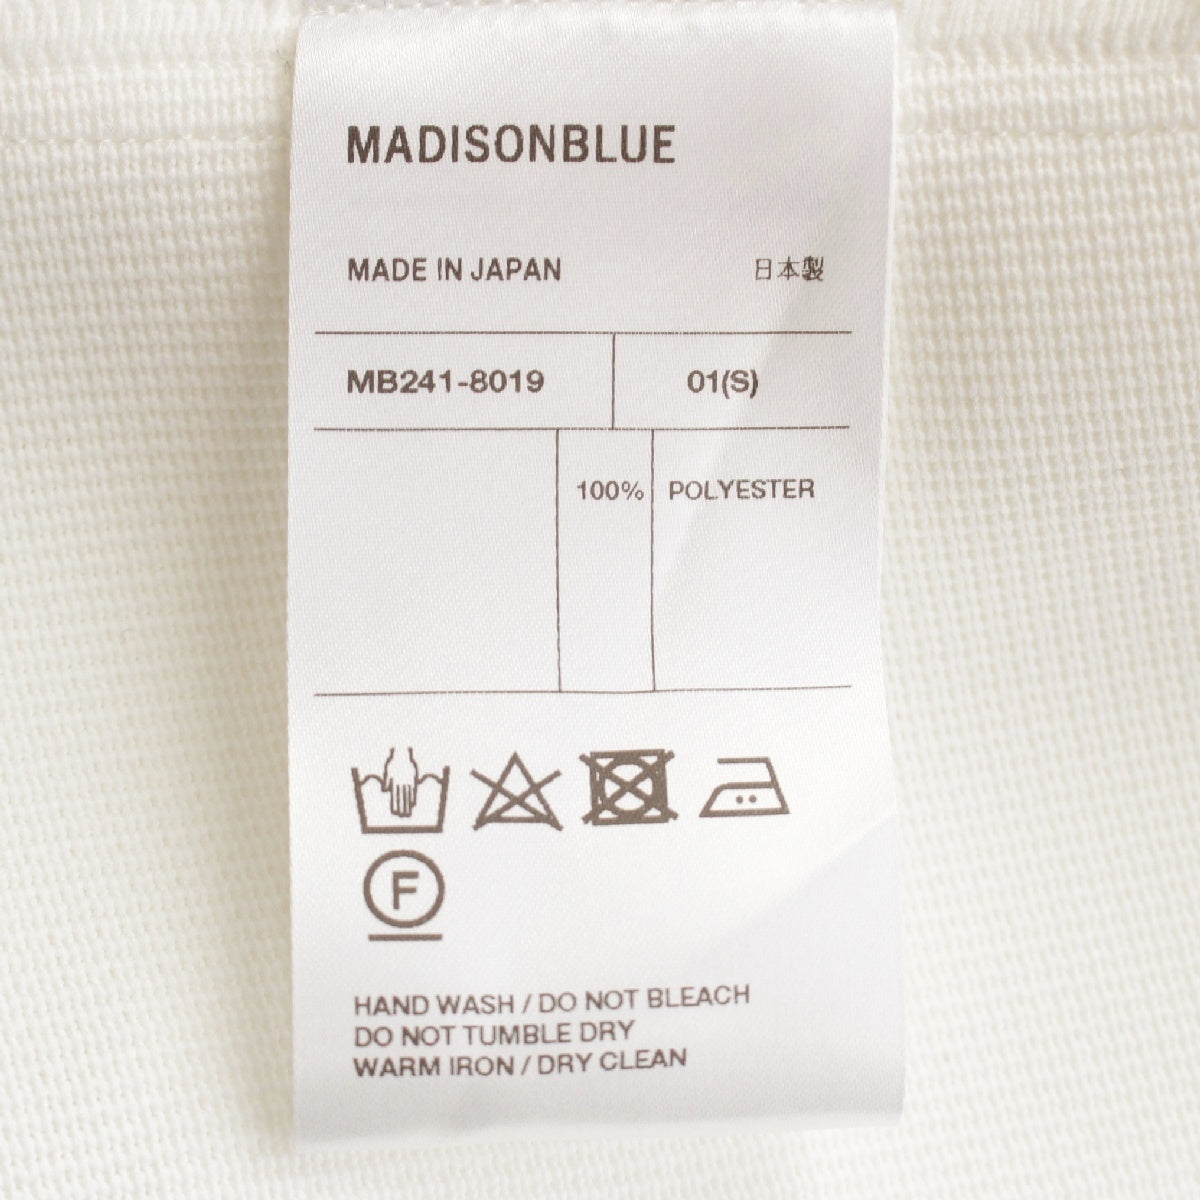 MADISONBLUE
MADE IN JAPAN 日本製
MB241-8019 01(S)
100% POLYESTER
F
HAND WASH / DO NOT BLEACH
DO NOT TUMBLE DRY
WARM IRON / DRY CLEAN